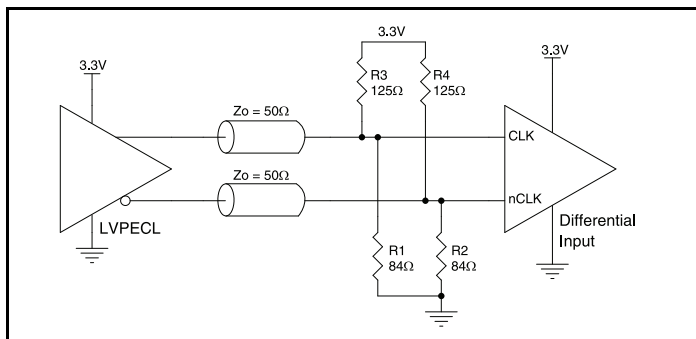 3.3V
3.3V
3.3V
R3
125Ω
R4
125Ω
Zo = 50Ω
CLK
Zo = 50Ω
nCLK
LVPECL
Differential
Input
R1
84Ω
R2
84Ω